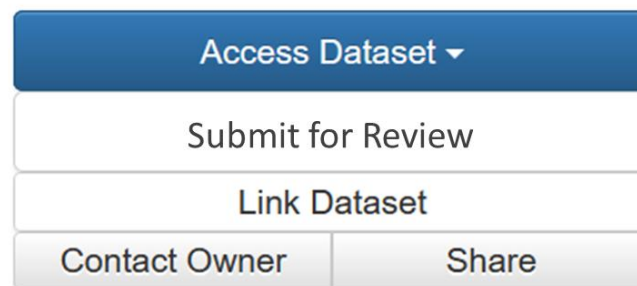 Access Dataset
Submit for Review
Link Dataset
Contact Owner Share